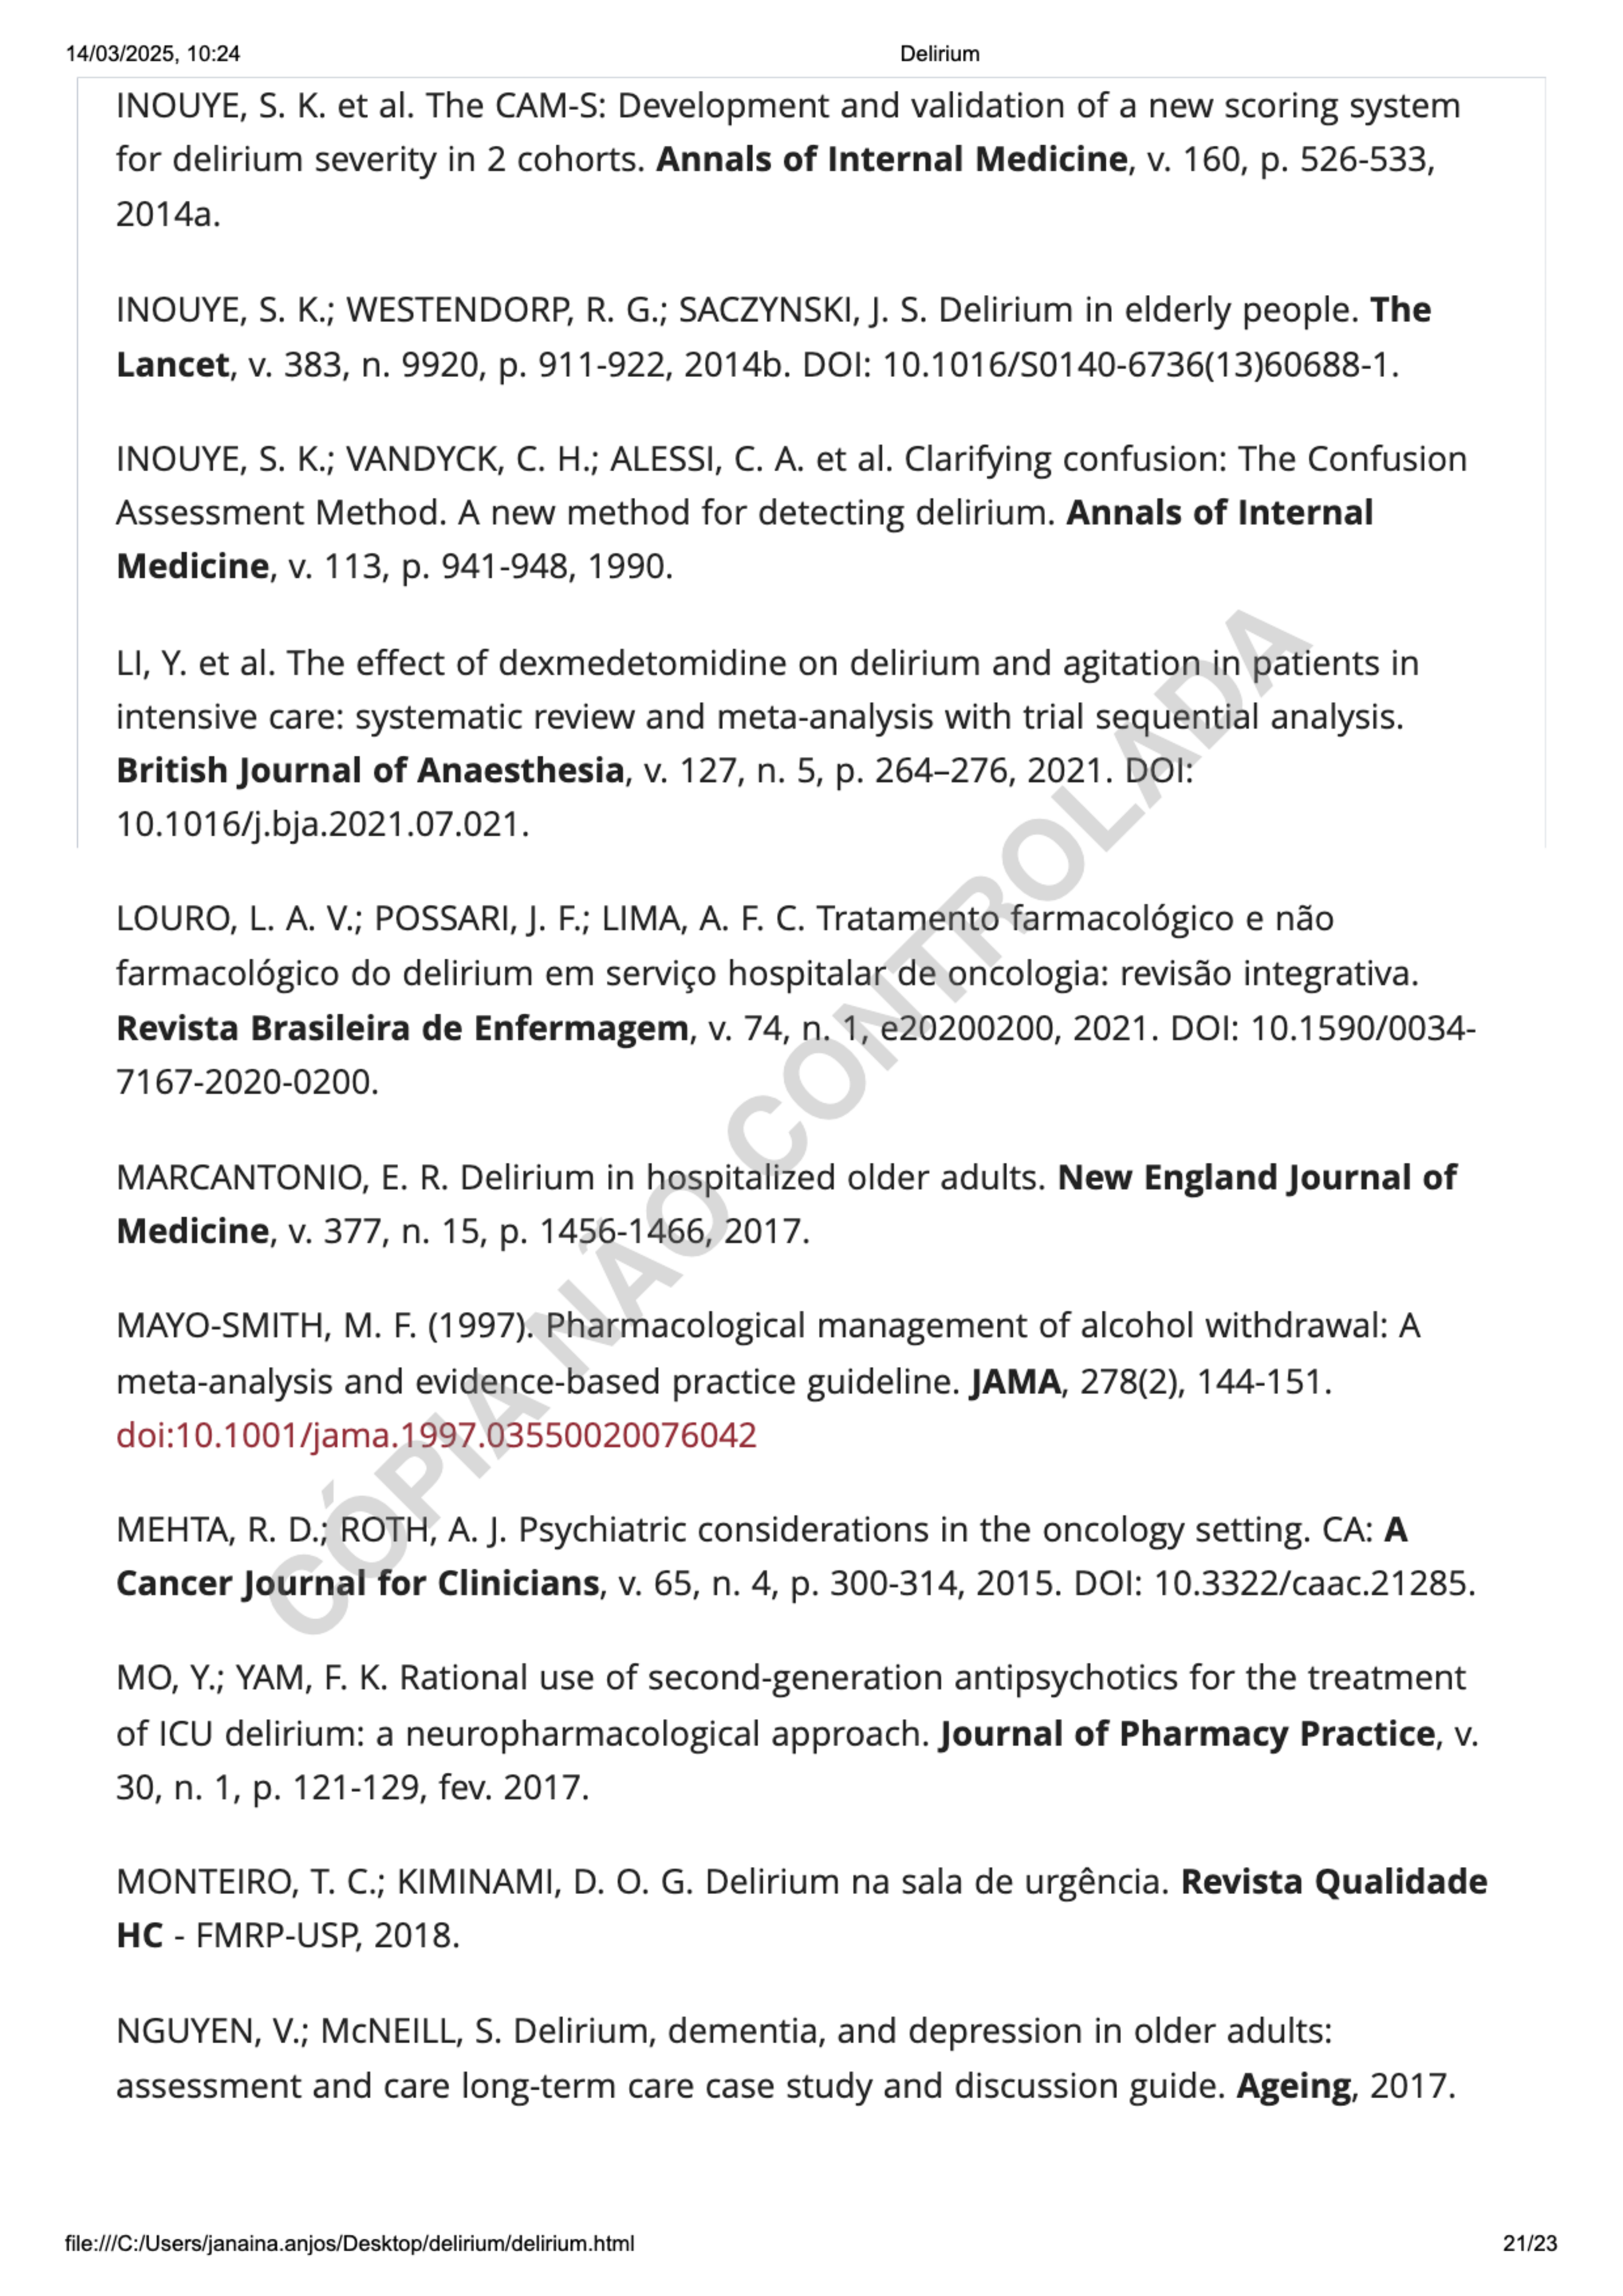 14/03/2025, 10:24 Delirium
INOUYE, S. K. et al. The CAM-S: Development and validation of a new scoring system
for delirium severity in 2 cohorts. Annals of Internal Medicine, v. 160, p. 526-533,
2014a.
INOUYE, S. K.; WESTENDORP, R. G.; SACZYNSKI, J. S. Delirium in elderly people. The
Lancet, v. 383, n. 9920, p. 911-922, 2014b. DOI: 10.1016/S0140-6736(13)60688-1.
INOUYE, S. K.; VANDYCK, C. H.; ALESSI, C. A. et al. Clarifying confusion: The Confusion
Assessment Method. A new method for detecting delirium. Annals of Internal
Medicine, v. 113, p. 941-948, 1990.
LI, Y. et al. The effect of dexmedetomidine on delirium and agitation in patients in
intensive care: systematic review and meta-analysis with trial sequential analysis.
British Journal of Anaesthesia, v. 127, n. 5, p. 264–276, 2021. DOI:
10.1016/j.bja.2021.07.021.
LOURO, L. A. V.; POSSARI, J. F.; LIMA, A. F. C. Tratamento farmacológico e não
farmacológico do delirium em serviço hospitalar de oncologia: revisão integrativa.
Revista Brasileira de Enfermagem, v. 74, n. 1, e20200200, 2021. DOI: 10.1590/0034-
7167-2020-0200.
MARCANTONIO, E. R. Delirium in hospitalized older adults. New England Journal of
Medicine, v. 377, n. 15, p. 1456-1466, 2017.
MAYO-SMITH, M. F. (1997). Pharmacological management of alcohol withdrawal: A
meta-analysis and evidence-based practice guideline. JAMA, 278(2), 144-151.
doi:10.1001/jama.1997.03550020076042
MEHTA, R. D.; ROTH, A. J. Psychiatric considerations in the oncology setting. CA: A
Cancer Journal for Clinicians, v. 65, n. 4, p. 300-314, 2015. DOI: 10.3322/caac.21285.
MO, Y.; YAM, F. K. Rational use of second-generation antipsychotics for the treatment
of ICU delirium: a neuropharmacological approach. Journal of Pharmacy Practice, v.
30, n. 1, p. 121-129, fev. 2017.
MONTEIRO, T. C.; KIMINAMI, D. O. G. Delirium na sala de urgência. Revista Qualidade
HC - FMRP-USP, 2018.
NGUYEN, V.; McNEILL, S. Delirium, dementia, and depression in older adults:
assessment and care long-term care case study and discussion guide. Ageing, 2017.
CÓPIA NÃO CONTROLADA
file:///C:/Users/janaina.anjos/Desktop/delirium/delirium.html 21/23